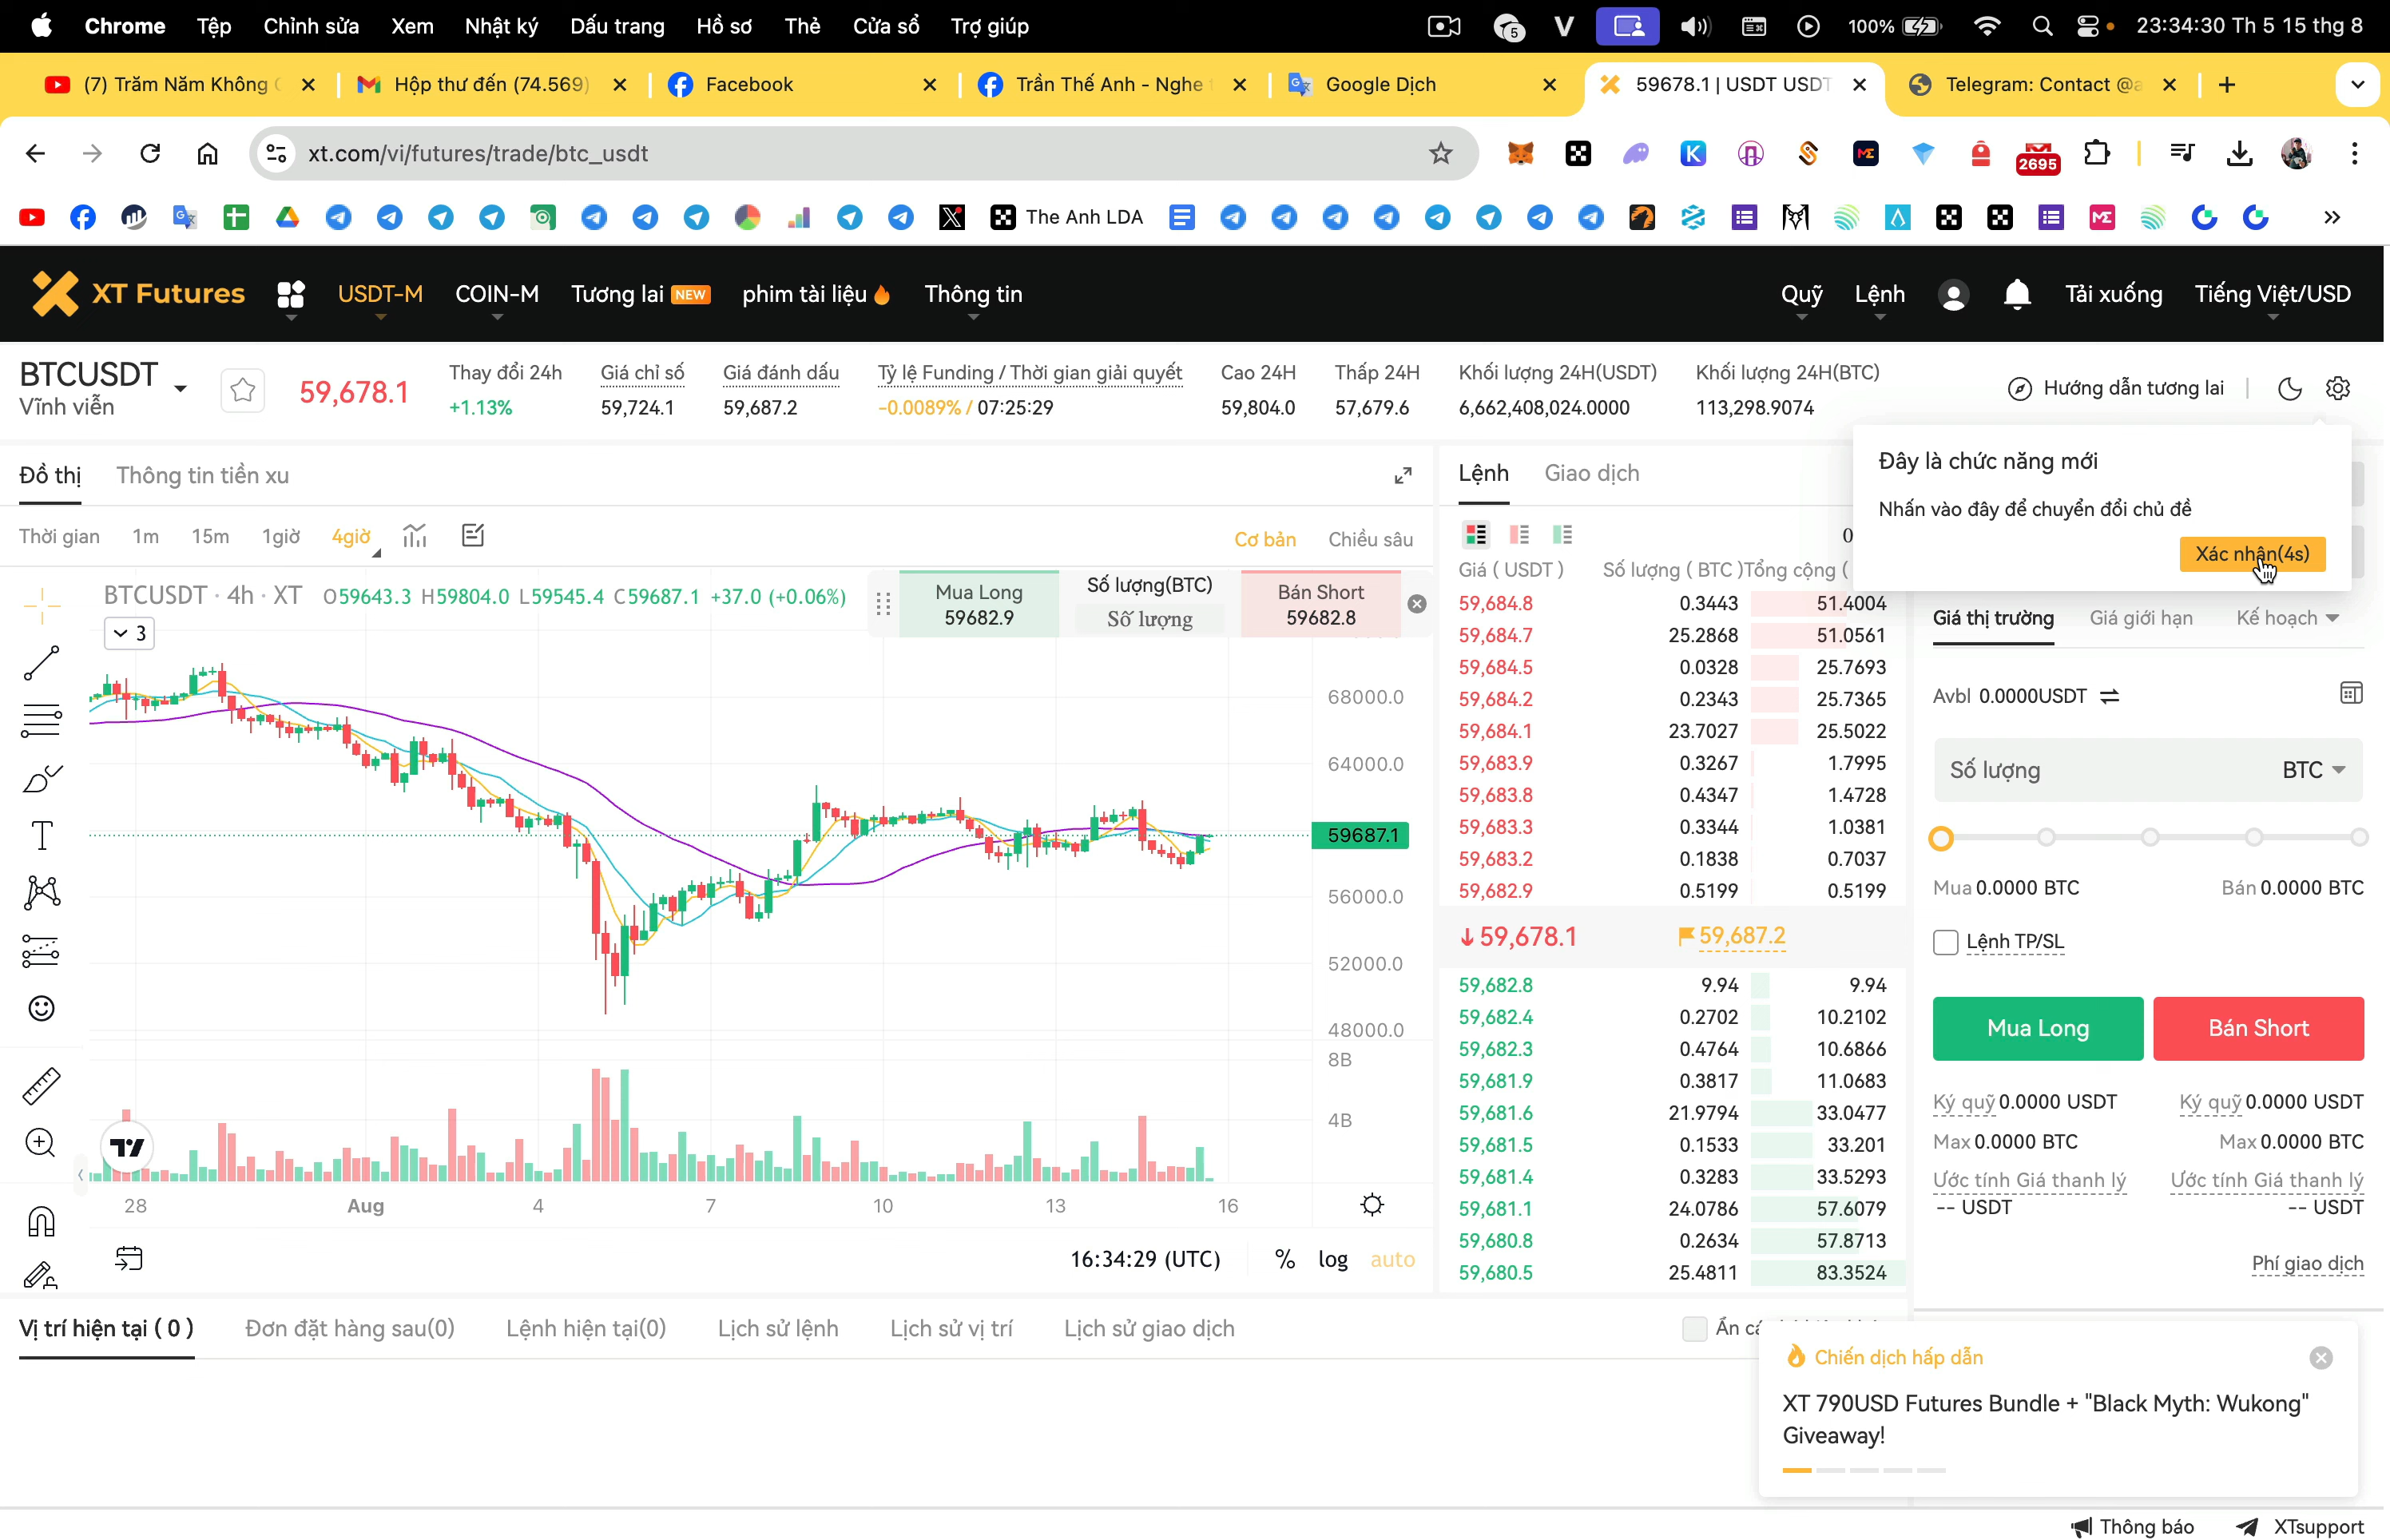 Chrome Tệp Chỉnh sửa Xem Nhật ký Dấu trang Hồ sơ Thẻ Cửa sổ Trợ giúp 5 V 100% 23:34:30 Th 5 15 thg 8
(7) Trăm Năm Không Hộp thư đến (74.569) Facebook Trần Thế Anh - Nghe Google Dịch 59678.1 | USDT USDT Telegram: Contact @a
xt.com/vi/futures/trade/btc_usdt 2695
The Anh LDA
XT Futures USDT-M COIN-M Tương lai NEW phim tài liệu Thông tin Quỹ Lệnh Tải xuống Tiếng Việt/USD
BTCUSDT 59,678.1 Thay đổi 24h Giá chỉ số Giá đánh dấu Tỷ lệ Funding / Thời gian giải quyết Cao 24H Thấp 24H Khối lượng 24H(USDT) Khối lượng 24H(BTC) Hướng dẫn tương lai
Vĩnh viễn +1.13% 59,724.1 59,687.2 -0.0089% / 07:25:29 59,804.0 57,679.6 6,662,408,024.0000 113,298.9074
Đồ thị Thông tin tiền xu
Thời gian 1m 15m 1giờ 4giờ Cơ bản Chiều sâu
BTCUSDT · 4h · XT O59643.3 H59804.0 L59545.4 C59687.1 +37.0 (+0.06%)
3
Mua Long 59682.9
Số lượng(BTC)
Số lượng
Bán Short 59682.8
68000.0
64000.0
59687.1
56000.0
52000.0
48000.0
8B
4B
28 Aug 4 7 10 13 16
16:34:29 (UTC) % log auto
Lệnh Giao dịch
0
Giá ( USDT ) Số lượng ( BTC ) Tổng cộng (
59,684.8 0.3443 51.4004
59,684.7 25.2868 51.0561
59,684.5 0.0328 25.7693
59,684.2 0.2343 25.7365
59,684.1 23.7027 25.5022
59,683.9 0.3267 1.7995
59,683.8 0.4347 1.4728
59,683.3 0.3344 1.0381
59,683.2 0.1838 0.7037
59,682.9 0.5199 0.5199
59,678.1 59,687.2
59,682.8 9.94 9.94
59,682.4 0.2702 10.2102
59,682.3 0.4764 10.6866
59,681.9 0.3817 11.0683
59,681.6 21.9794 33.0477
59,681.5 0.1533 33.201
59,681.4 0.3283 33.5293
59,681.1 24.0786 57.6079
59,680.8 0.2634 57.8713
59,680.5 25.4811 83.3524
Đây là chức năng mới
Nhấn vào đây để chuyển đổi chủ đề
Xác nhận(4s)
Giá thị trường Giá giới hạn Kế hoạch
Avbl 0.0000USDT
Số lượng BTC
Mua 0.0000 BTC Bán 0.0000 BTC
Lệnh TP/SL
Mua Long Bán Short
Ký quỹ 0.0000 USDT Ký quỹ 0.0000 USDT
Max 0.0000 BTC Max 0.0000 BTC
Ước tính Giá thanh lý Ước tính Giá thanh lý
-- USDT -- USDT
Phí giao dịch
Vị trí hiện tại ( 0 ) Đơn đặt hàng sau(0) Lệnh hiện tại(0) Lịch sử lệnh Lịch sử vị trí Lịch sử giao dịch Ẩn
Chiến dịch hấp dẫn
XT 790USD Futures Bundle + "Black Myth: Wukong"
Giveaway!
Thông báo XTsupport